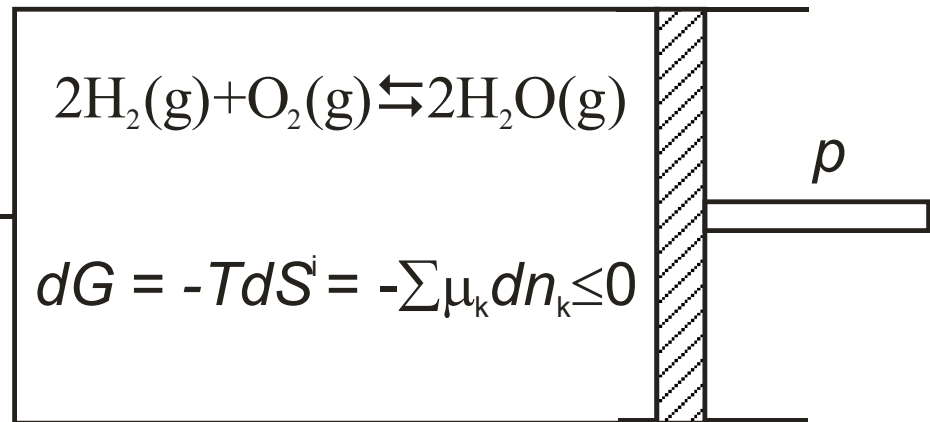 2H₂(g)+O₂(g)⇆2H₂O(g)
p
dG = -TdSⁱ = -∑μₖdnₖ≤0